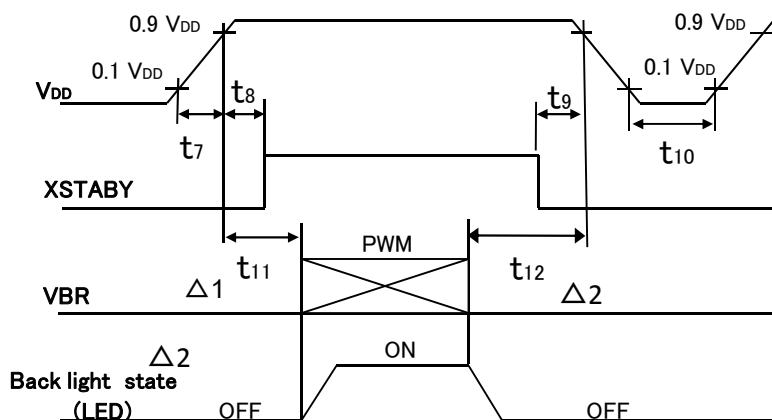 0.9 VDD
0.9 VDD
0.1 VDD
0.1 VDD
VDD
t8
t9
t7
t10
XSTABY
PWM
t11
t12
VBR
△1
△2
△2
ON
Back light state
(LED)
OFF
OFF